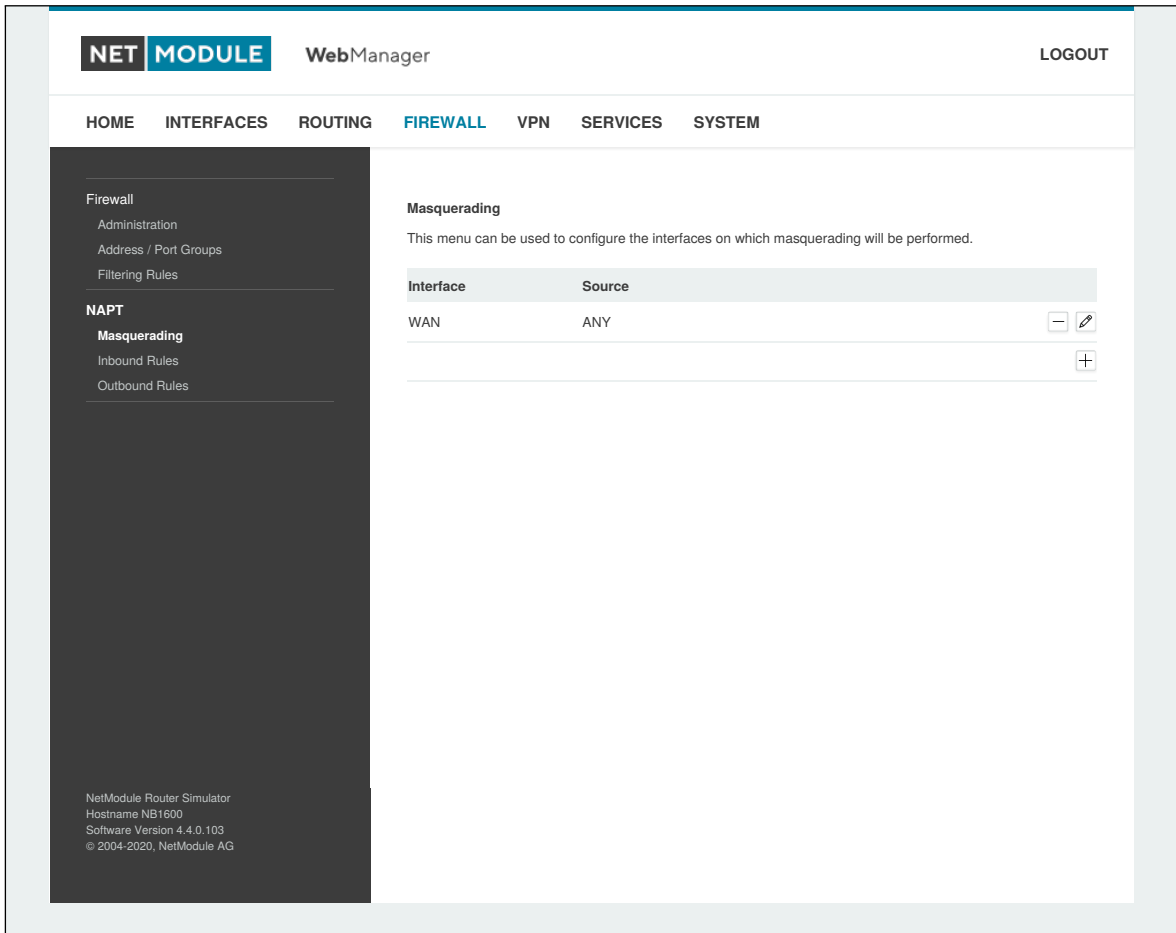 NET MODULE WebManager LOGOUT
HOME INTERFACES ROUTING FIREWALL VPN SERVICES SYSTEM
Firewall
Administration
Address / Port Groups
Filtering Rules
NAPT
Masquerading
Inbound Rules
Outbound Rules
NetModule Router Simulator
Hostname NB1600
Software Version 4.4.0.103
© 2004-2020, NetModule AG
Masquerading
This menu can be used to configure the interfaces on which masquerading will be performed.
Interface Source
WAN ANY